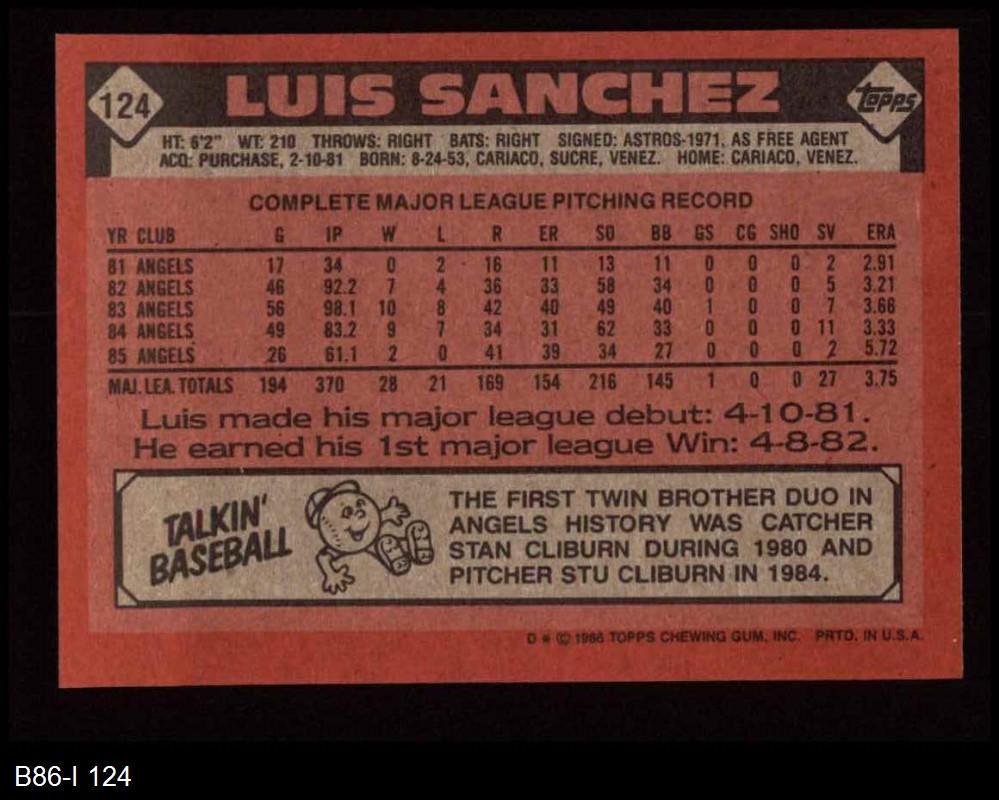 124 LUIS SANCHEZ topps
HT: 6'2" WT: 210 THROWS: RIGHT BATS: RIGHT SIGNED: ASTROS-1971, AS FREE AGENT
ACQ: PURCHASE, 2-10-81 BORN: 8-24-53, CARIACO, SUCRE, VENEZ. HOME: CARIACO, VENEZ.
COMPLETE MAJOR LEAGUE PITCHING RECORD
YR CLUB G IP W L R ER SO BB GS CG SHO SV ERA
81 ANGELS 17 34 0 2 16 11 13 11 0 0 0 2 2.91
82 ANGELS 46 92.2 7 4 36 33 58 34 0 0 0 5 3.21
83 ANGELS 56 98.1 10 8 42 40 49 40 1 0 0 7 3.66
84 ANGELS 49 83.2 9 7 34 31 62 33 0 0 0 11 3.33
85 ANGELS 26 61.1 2 0 41 39 34 27 0 0 0 2 5.72
MAJ. LEA. TOTALS 194 370 28 21 169 154 216 145 1 0 0 27 3.75
Luis made his major league debut: 4-10-81.
He earned his 1st major league Win: 4-8-82.
TALKIN'
BASEBALL
THE FIRST TWIN BROTHER DUO IN
ANGELS HISTORY WAS CATCHER
STAN CLIBURN DURING 1980 AND
PITCHER STU CLIBURN IN 1984.
D * © 1986 TOPPS CHEWING GUM, INC. PRTD. IN U.S.A.
B86-I 124